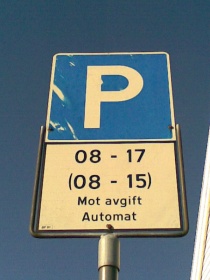 P
08 - 17
(08 - 15)
Mot avgift
Automat